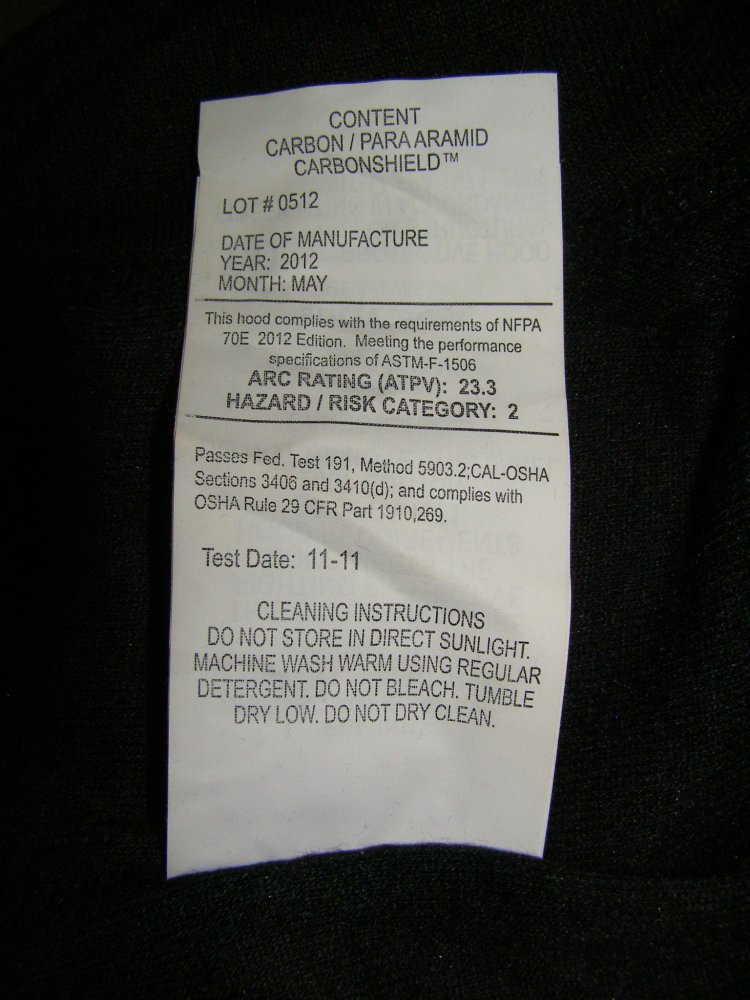 CONTENT
CARBON / PARA ARAMID
CARBONSHIELD™
LOT # 0512
DATE OF MANUFACTURE
YEAR: 2012
MONTH: MAY
This hood complies with the requirements of NFPA
70E 2012 Edition. Meeting the performance
specifications of ASTM-F-1506
ARC RATING (ATPV): 23.3
HAZARD / RISK CATEGORY: 2
Passes Fed. Test 191, Method 5903.2;CAL-OSHA
Sections 3406 and 3410(d); and complies with
OSHA Rule 29 CFR Part 1910,269.
Test Date: 11-11
CLEANING INSTRUCTIONS
DO NOT STORE IN DIRECT SUNLIGHT.
MACHINE WASH WARM USING REGULAR
DETERGENT. DO NOT BLEACH. TUMBLE
DRY LOW. DO NOT DRY CLEAN.